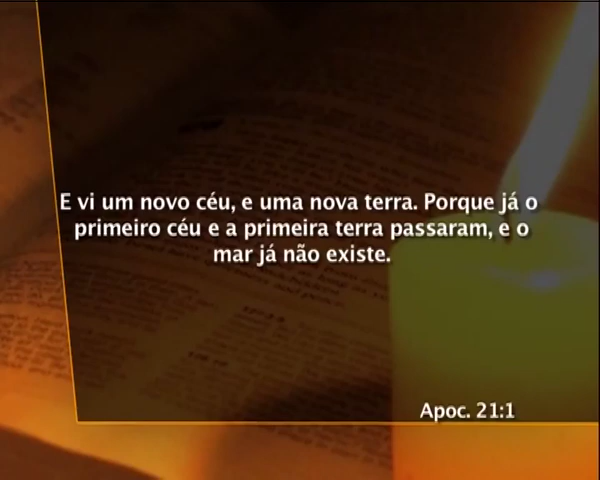 E vi um novo céu, e uma nova terra. Porque já o
primeiro céu e a primeira terra passaram, e o
mar já não existe.
Apoc. 21:1